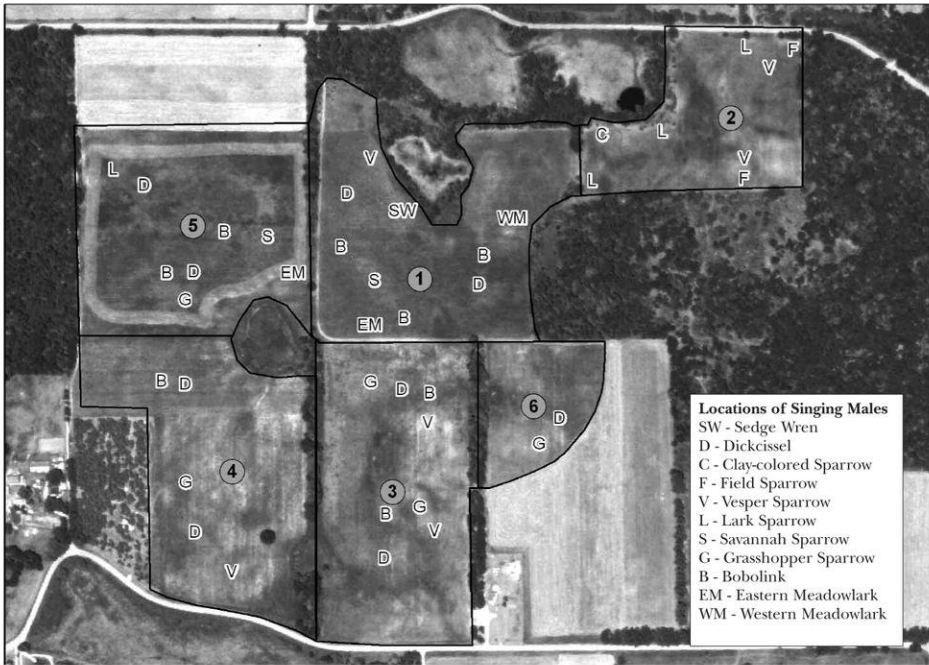 L
F
V
2
C
L
V
L
F
V
L
D
D
SW
WM
5
B
S
B
B
B
D
EM
1
S
D
G
B
EM
B
D
G
D
B
V
6
D
G
4
G
3
G
B
D
V
D
V
Locations of Singing Males
SW - Sedge Wren
D - Dickcissel
C - Clay-colored Sparrow
F - Field Sparrow
V - Vesper Sparrow
L - Lark Sparrow
S - Savannah Sparrow
G - Grasshopper Sparrow
B - Bobolink
EM - Eastern Meadowlark
WM - Western Meadowlark